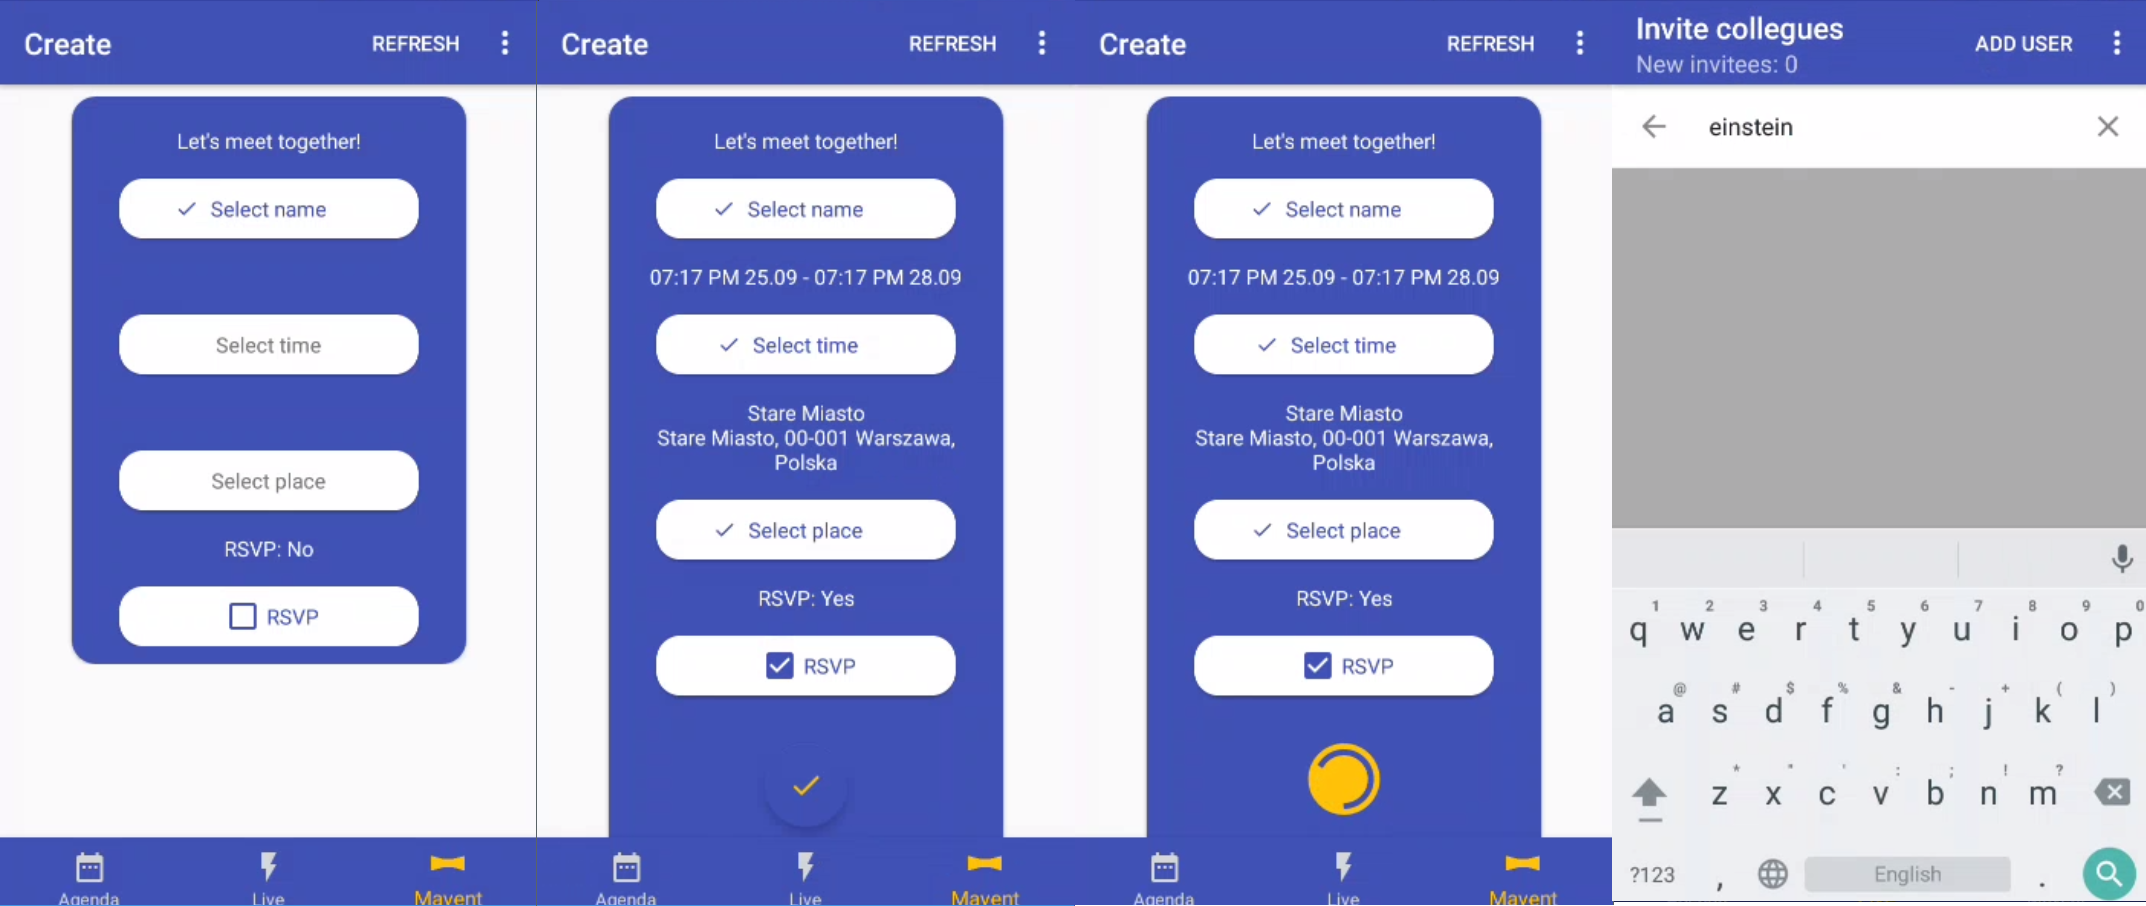 Create
REFRESH
Let's meet together!
Select name
Select time
Select place
RSVP: No
RSVP
Agenda
Live
Mayent
Create
REFRESH
Let's meet together!
Select name
07:17 PM 25.09 - 07:17 PM 28.09
Select time
Stare Miasto
Stare Miasto, 00-001 Warszawa,
Polska
Select place
RSVP: Yes
RSVP
Agenda
Live
Mayent
Create
REFRESH
Let's meet together!
Select name
07:17 PM 25.09 - 07:17 PM 28.09
Select time
Stare Miasto
Stare Miasto, 00-001 Warszawa,
Polska
Select place
RSVP: Yes
RSVP
Agenda
Live
Mayent
Invite collegues
New invitees: 0
ADD USER
einstein
1 2 3 4 5 6 7 8 9 0
q w e r t y u i o p
@ # $ % & - + ( )
a s d f g h j k l
* " ' : ; ! ?
z x c v b n m
?123 , English .